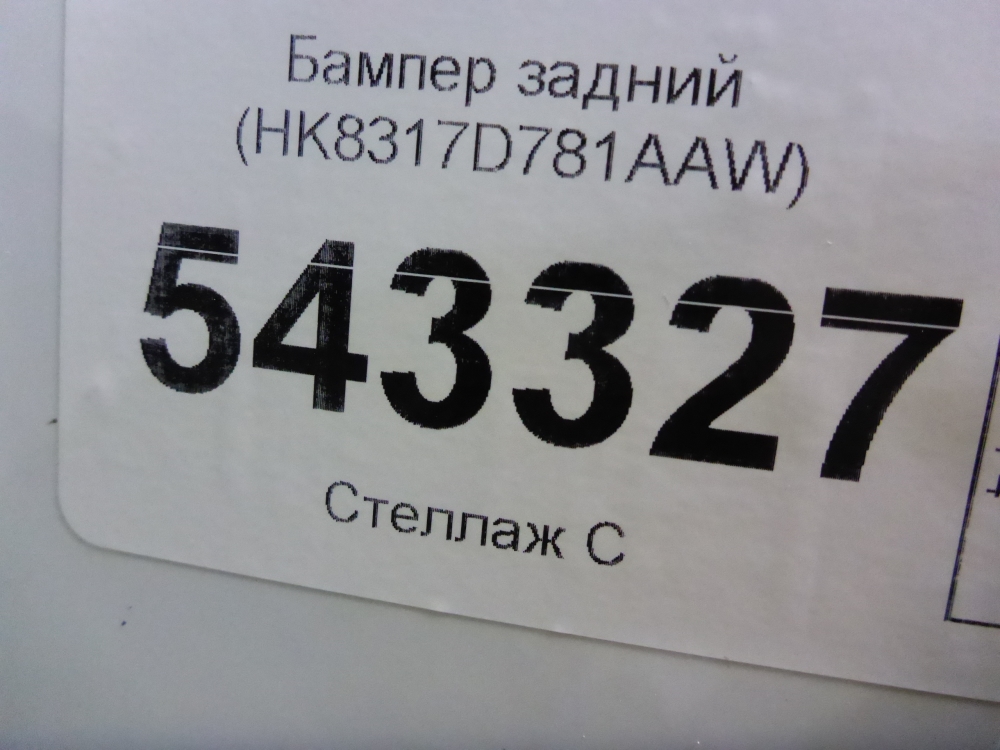 Бампер задний
(HK8317D781AAW)
543327
Стеллаж С